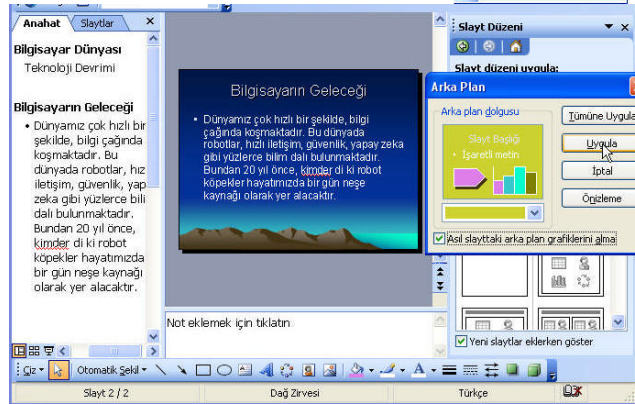 Anahat
Slaytlar
Bilgisayar Dünyası
Teknoloji Devrimi
Bilgisayarın Geleceği
• Dünyamız çok hızlı bir
şekilde, bilgi
çağında koşmaktadır.
Bu
dünyada robotlar, hız
iletişim, güvenlik, yap
zeka gibi yüzlerce bili
dalı bulunmaktadır.
Bundan 20 yıl önce,
kimder di ki robot
köpekler hayatımızda
bir gün neşe kaynağı
olarak yer alacaktır.
Bilgisayarın Geleceği
• Dünyamız çok hızlı bir şekilde, bilgi
çağında koşmaktadır. Bu dünyada
robotlar, hızlı iletişim, güvenlik, yapay zeka
gibi yüzlerce bilim dalı bulunmaktadır.
Bundan 20 yıl önce, kimder di ki robot
köpekler hayatımızda bir gün neşe
kaynağı olarak yer alacaktır.
Not eklemek için tıklatın
Slayt Düzeni
Slayt düzeni uygula:
Arka Plan
Arka plan dolgusu
Slayt Başlığı
• İşaretli metin
Tümüne Uygula
Uygula
İptal
Önizleme
Asıl slayttaki arka plan grafiklerini alma
Yeni slaytlar eklerken göster
Çiz
Otomatik Şekil
Slayt 2 / 2
Dağ Zirvesi
Türkçe